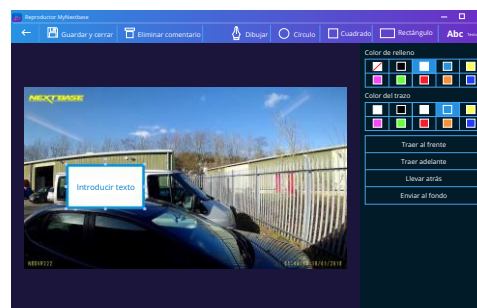 Reproductor MyNextbase
Guardar y cerrar
Eliminar comentario
Dibujar
Círculo
Cuadrado
Rectángulo
Abc
Color de relleno
NEXTBASE
Color del trazo
Traer al frente
Traer adelante
Llevar atrás
Enviar al fondo
Introducir texto